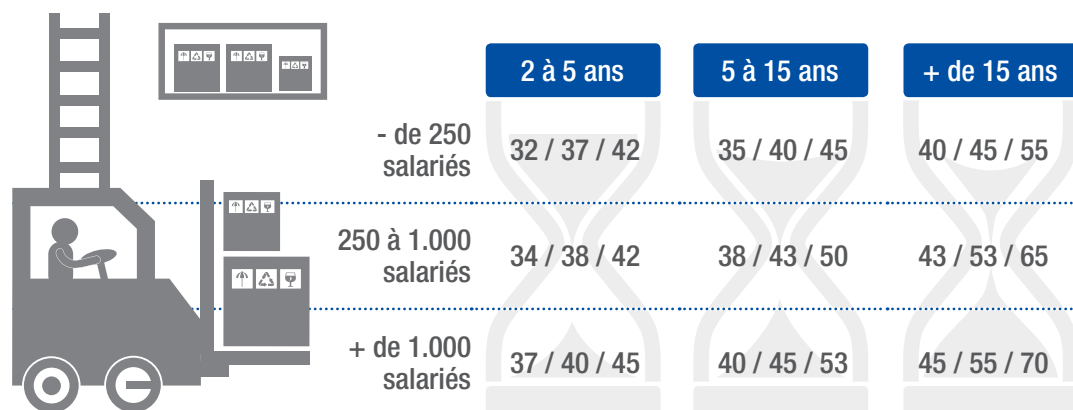 2 à 5 ans 5 à 15 ans + de 15 ans
- de 250
salariés
32 / 37 / 42 35 / 40 / 45 40 / 45 / 55
250 à 1.000
salariés
34 / 38 / 42 38 / 43 / 50 43 / 53 / 65
+ de 1.000
salariés
37 / 40 / 45 40 / 45 / 53 45 / 55 / 70